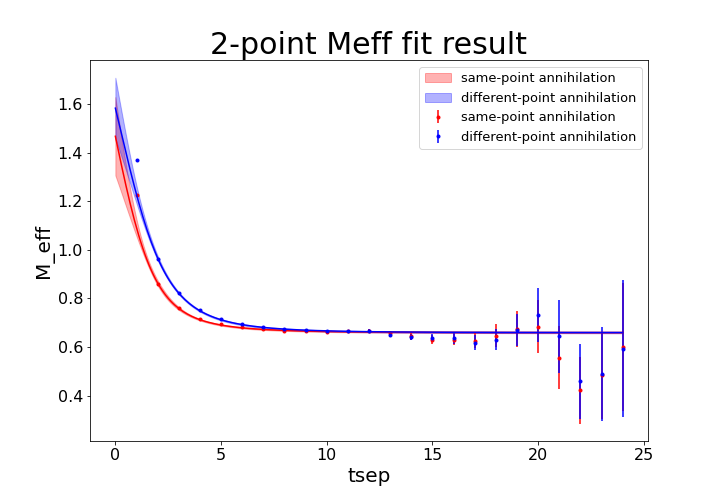 2-point Meff fit result
same-point annihilation
different-point annihilation
same-point annihilation
different-point annihilation
M_eff
1.6
1.4
1.2
1.0
0.8
0.6
0.4
0 5 10 15 20 25
tsep